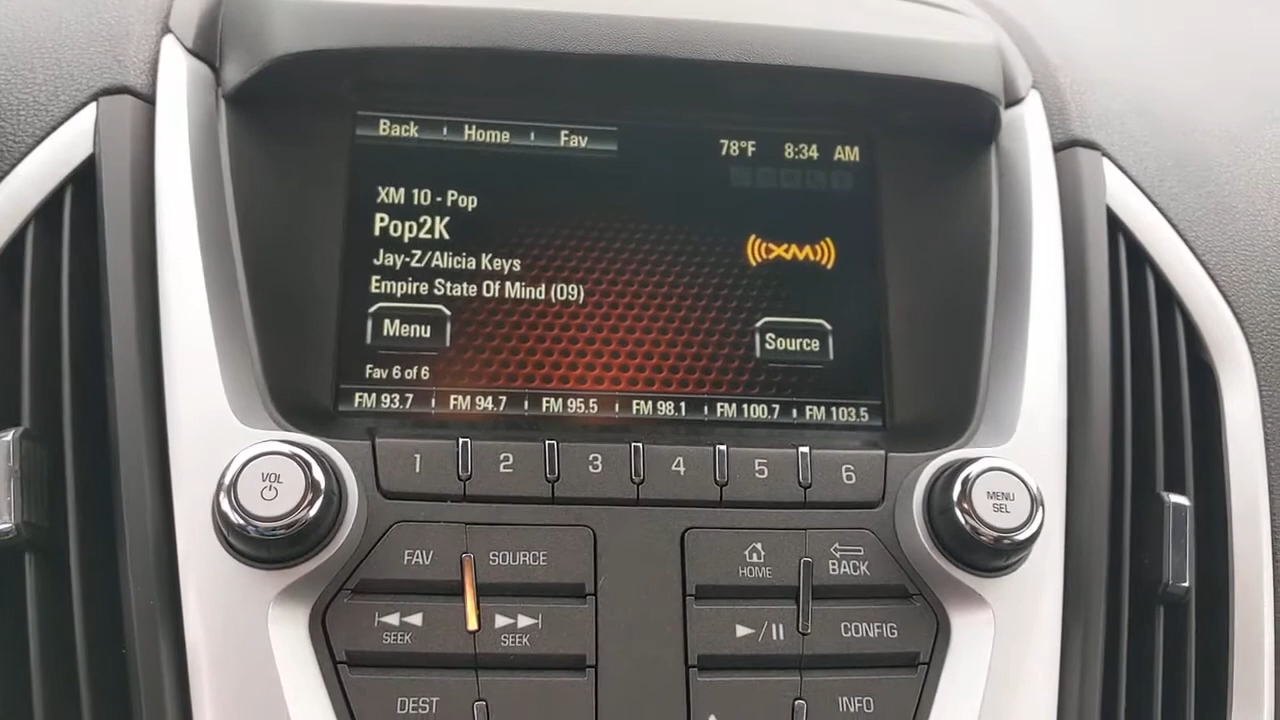 Back Home Fav
78°F 8:34 AM
XM 10 - Pop
Pop2K
Jay-Z/Alicia Keys
Empire State Of Mind (09)
((XM))
Menu
Source
Fav 6 of 6
FM 93.7 FM 94.7 FM 95.5 FM 98.1 FM 100.7 FM 103.5
1 2 3 4 5 6
VOL
MENU
SEL
FAV SOURCE
HOME BACK
SEEK SEEK
CONFIG
DEST
INFO